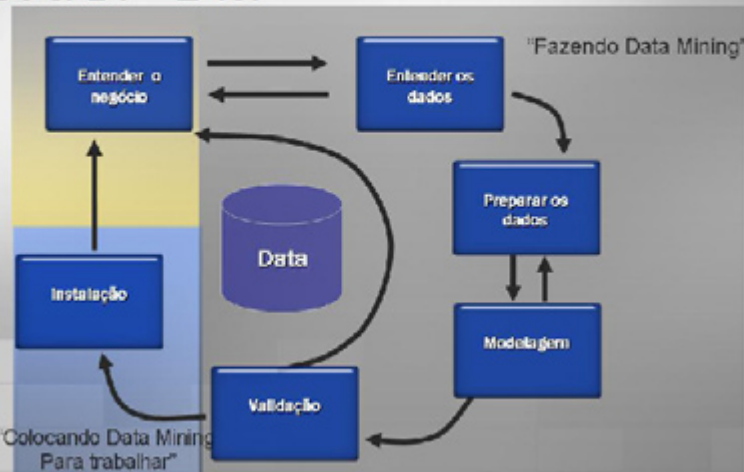 Entender o
negócio
Entender os
dados
"Fazendo Data Mining"
Preparar os
dados
Data
Instalação
Modelagem
Validação
"Colocando Data Mining
Para trabalhar"